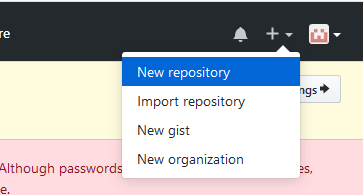 re
New repository
ngs
Import repository
New gist
New organization
Although passwords
es,
e.